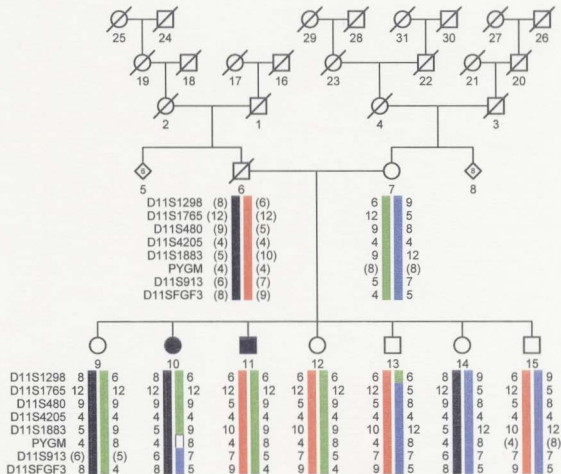 25 24 29 28 31 30 27 26
19 18 17 16 23 22 21 20
2 1 4 3
5 6 7 8
D11S1298 (8) (6) 6 9
D11S1765 (12) (12) 12 5
D11S480 (9) (5) 9 8
D11S4205 (4) (4) 4 4
D11S1883 (5) (10) 9 12
PYGM (4) (4) (8) (8)
D11S913 (6) (7) 5 7
D11SFGF3 (8) (9) 4 5
9 10 11 12 13 14 15
D11S1298 8 6 8 6 6 6 6 6 6 6 8 9 6 9
D11S1765 12 12 12 12 12 12 12 12 12 5 12 5 12 5
D11S480 9 9 9 9 5 9 5 9 5 8 9 8 5 8
D11S4205 4 4 4 4 4 4 4 4 4 4 4 4 4 4
D11S1883 5 9 5 9 10 9 10 9 10 12 5 12 10 12
PYGM 4 8 4 8 4 8 4 8 4 8 4 8 (4) (8)
D11S913 (6) (5) 6 7 7 5 7 5 7 7 6 7 7 7
D11SFGF3 8 4 8 5 9 4 9 4 9 5 8 5 9 5